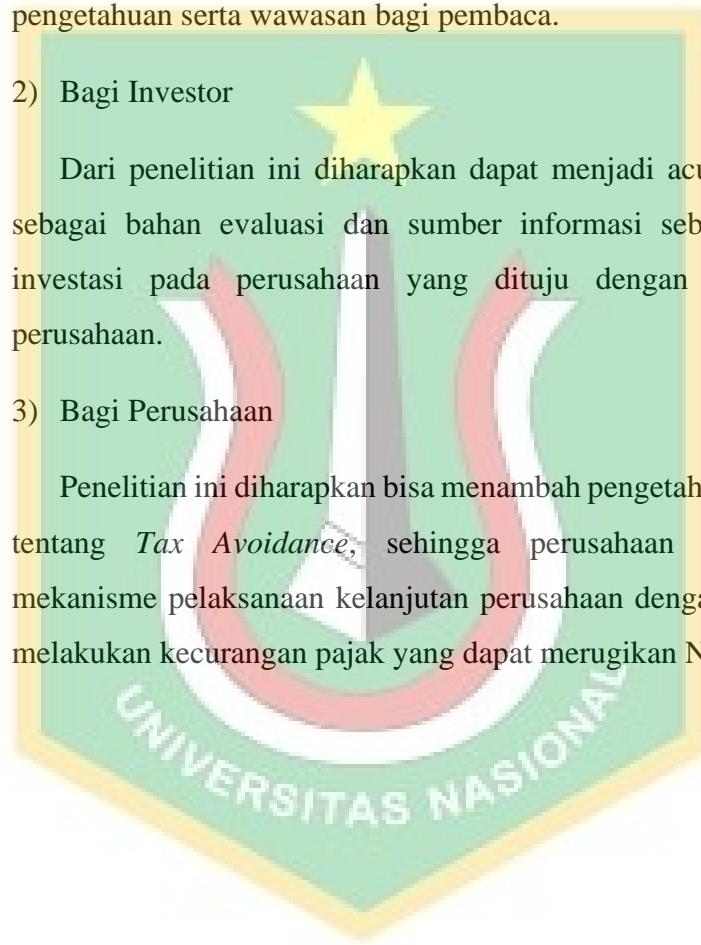 pengetahuan serta wawasan bagi pembaca.
2) Bagi Investor
Dari penelitian ini diharapkan dapat menjadi acu
sebagai bahan evaluasi dan sumber informasi seb
investasi pada perusahaan yang dituju dengan
perusahaan.
3) Bagi Perusahaan
Penelitian ini diharapkan bisa menambah pengetah
tentang Tax Avoidance, sehingga perusahaan
mekanisme pelaksanaan kelanjutan perusahaan denga
melakukan kecurangan pajak yang dapat merugikan N
UNIVERSITAS NASIONAL